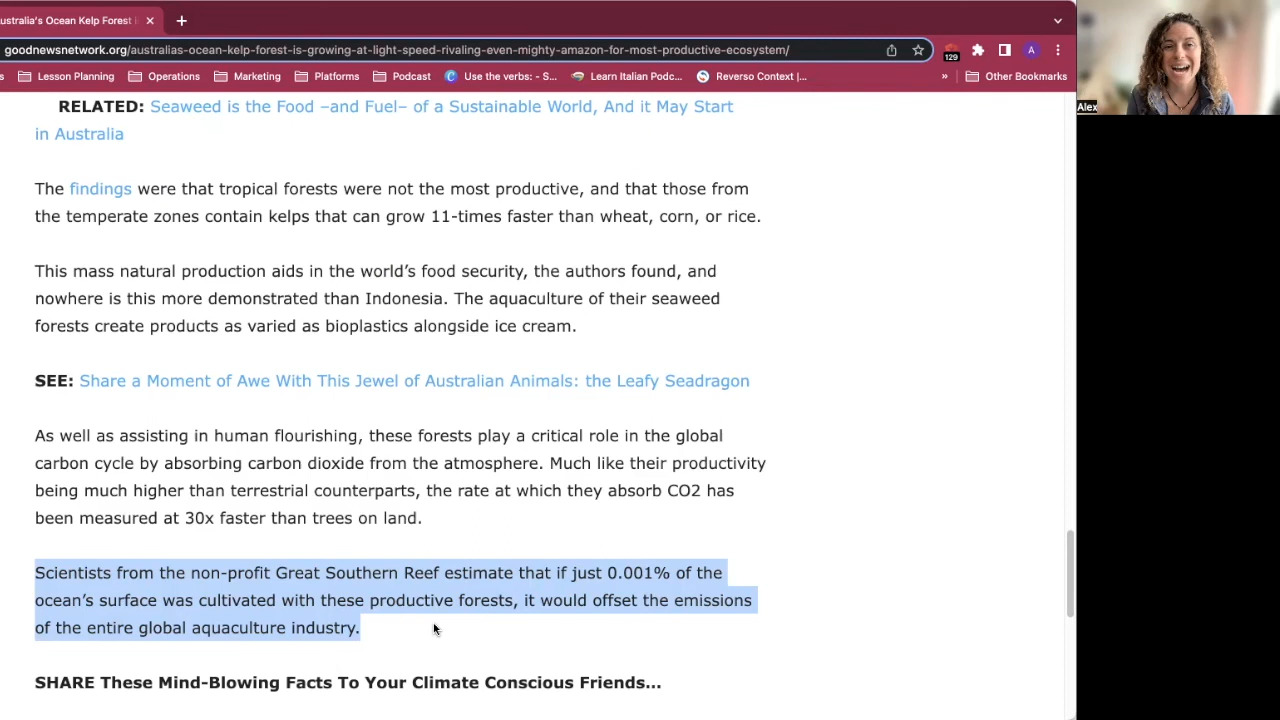 ustralia's Ocean Kelp Forest i
goodnewsnetwork.org/australias-ocean-kelp-forest-is-growing-at-light-speed-rivaling-even-mighty-amazon-for-most-productive-ecosystem/
129
A
s
Lesson Planning
Operations
Marketing
Platforms
Podcast
Use the verbs: - S...
Learn Italian Podc...
Reverso Context |...
»
Other Bookmarks
Alex
RELATED: Seaweed is the Food –and Fuel– of a Sustainable World, And it May Start
in Australia
The findings were that tropical forests were not the most productive, and that those from
the temperate zones contain kelps that can grow 11-times faster than wheat, corn, or rice.
This mass natural production aids in the world's food security, the authors found, and
nowhere is this more demonstrated than Indonesia. The aquaculture of their seaweed
forests create products as varied as bioplastics alongside ice cream.
SEE: Share a Moment of Awe With This Jewel of Australian Animals: the Leafy Seadragon
As well as assisting in human flourishing, these forests play a critical role in the global
carbon cycle by absorbing carbon dioxide from the atmosphere. Much like their productivity
being much higher than terrestrial counterparts, the rate at which they absorb CO2 has
been measured at 30x faster than trees on land.
Scientists from the non-profit Great Southern Reef estimate that if just 0.001% of the
ocean's surface was cultivated with these productive forests, it would offset the emissions
of the entire global aquaculture industry.
SHARE These Mind-Blowing Facts To Your Climate Conscious Friends...